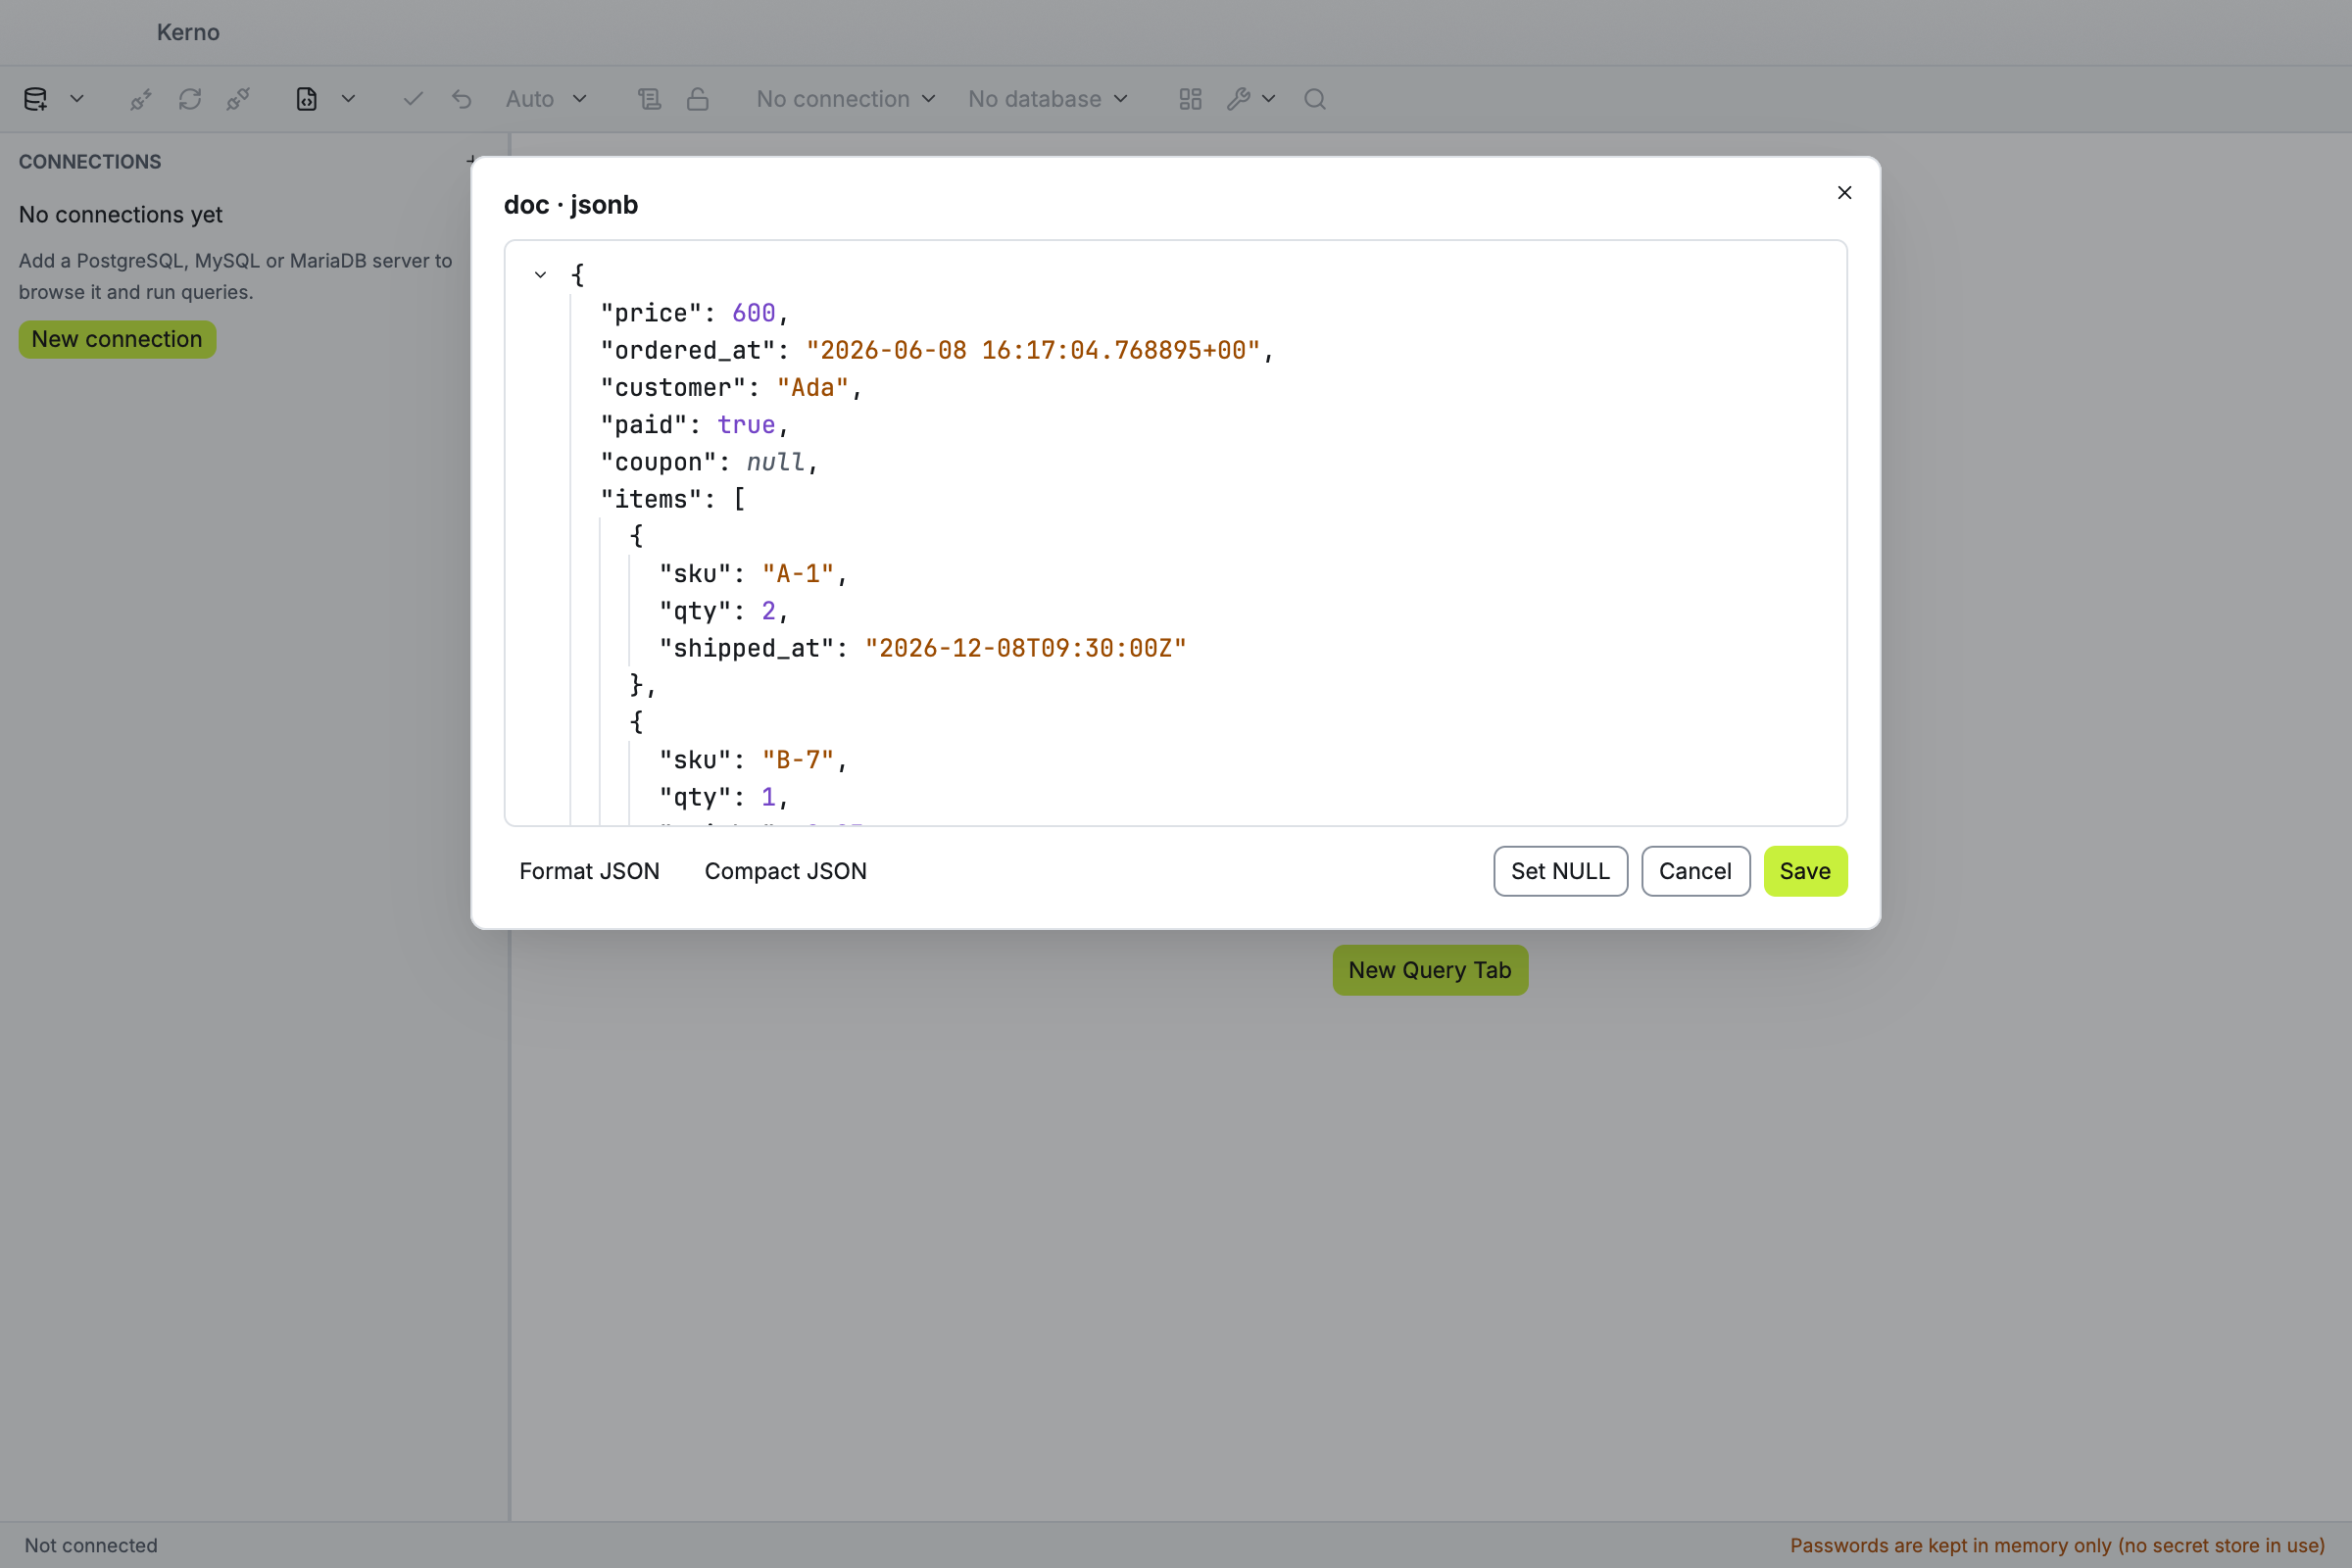 Kerno
Auto
No connection
No database
CONNECTIONS
No connections yet
Add a PostgreSQL, MySQL or MariaDB server to
browse it and run queries.
New connection
doc · jsonb
{
"price": 600,
"ordered_at": "2026-06-08 16:17:04.768895+00",
"customer": "Ada",
"paid": true,
"coupon": null,
"items": [
{
"sku": "A-1",
"qty": 2,
"shipped_at": "2026-12-08T09:30:00Z"
},
{
"sku": "B-7",
"qty": 1,
Format JSON
Compact JSON
Set NULL
Cancel
Save
New Query Tab
Not connected
Passwords are kept in memory only (no secret store in use)